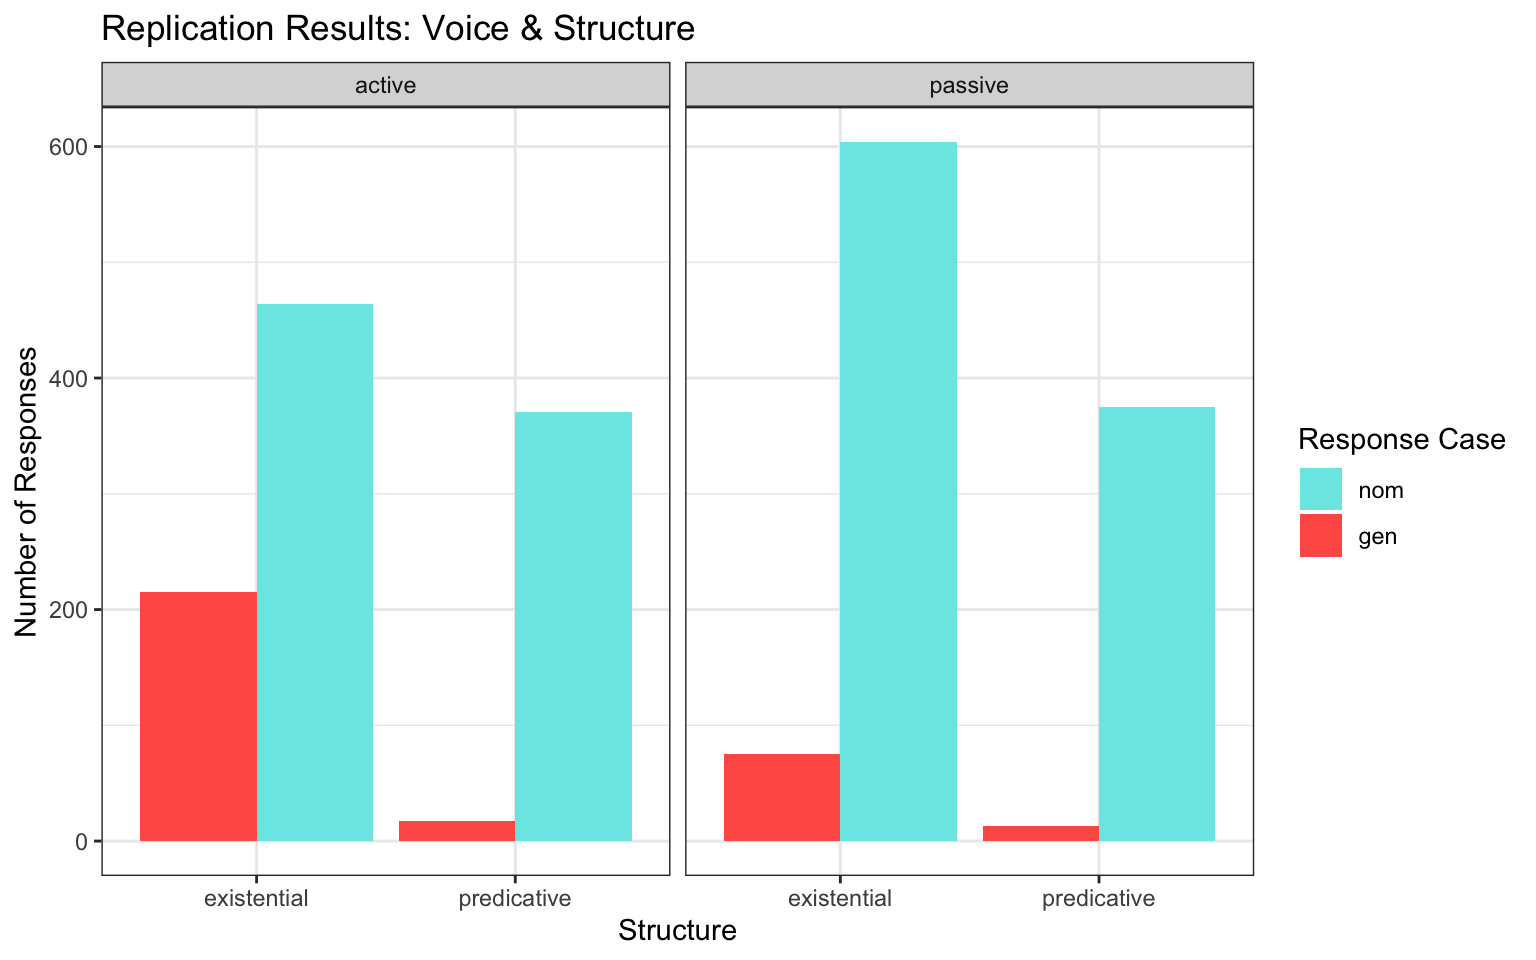 Replication Results: Voice & Structure
active
passive
Number of Responses
600
400
200
0
existential
predicative
existential
predicative
Structure
Response Case
nom
gen